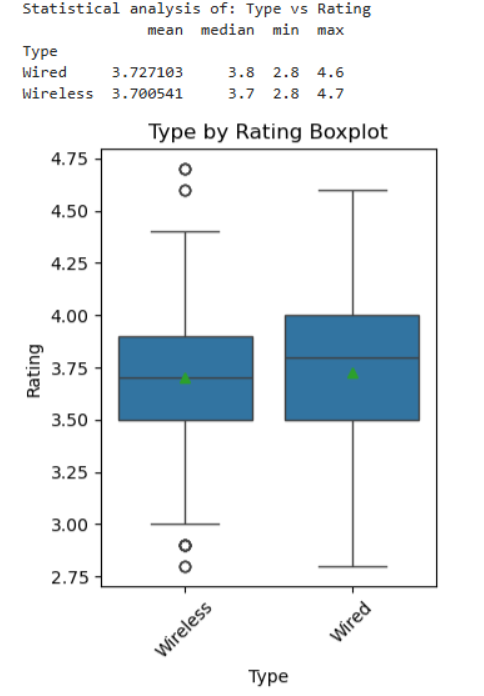 Statistical analysis of: Type vs Rating
mean median min max
Type
Wired 3.727103 3.8 2.8 4.6
Wireless 3.700541 3.7 2.8 4.7
Type by Rating Boxplot
4.75
4.50
4.25
4.00
3.75
3.50
3.25
3.00
2.75
Rating
Wireless
Wired
Type